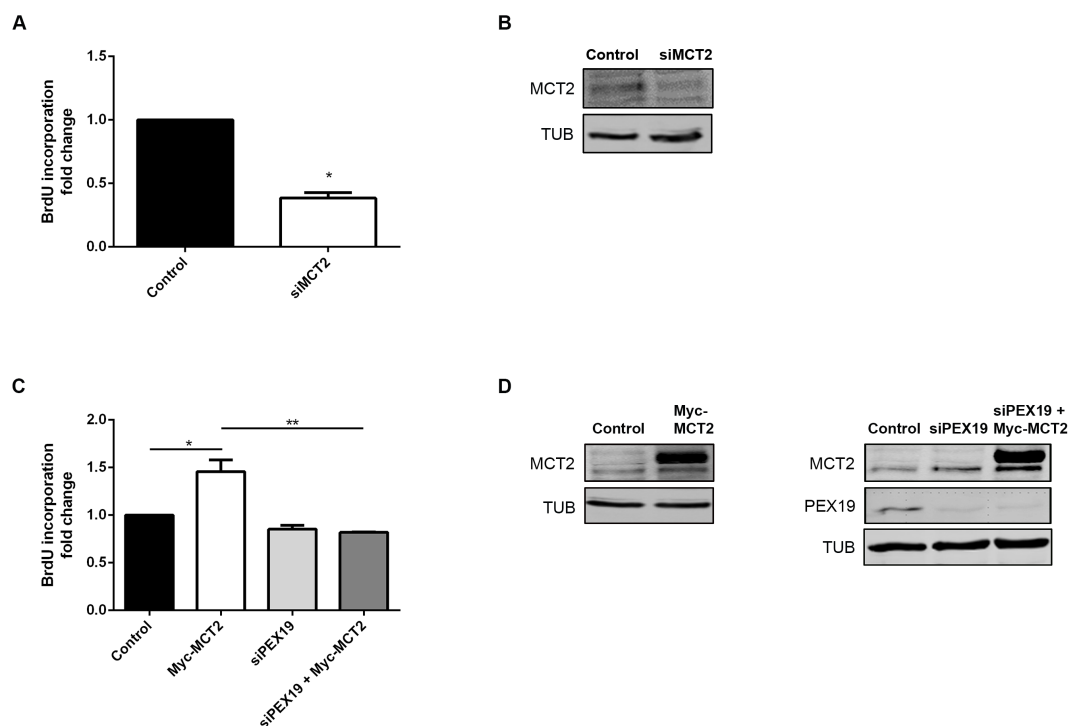 A
BrdU incorporation
fold change
1.5
1.0
0.5
0.0
*
Control
siMCT2
B
Control siMCT2
MCT2
TUB
C
BrdU incorporation
fold change
2.0
1.5
1.0
0.5
0.0
*
**
Control
Myc-MCT2
siPEX19
siPEX19 + Myc-MCT2
D
Control
Myc-
MCT2
MCT2
TUB
Control siPEX19
siPEX19 +
Myc-MCT2
MCT2
PEX19
TUB